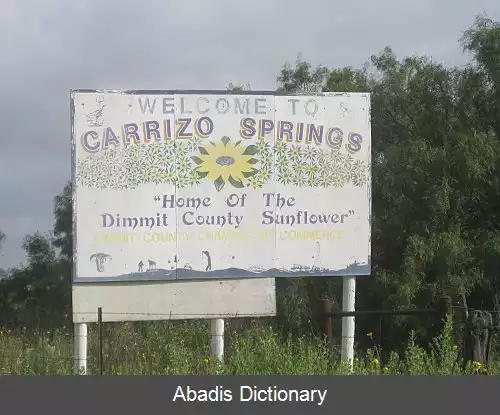 WELCOME TO
CARRIZO SPRINGS
"Home Of The
Dimmit County Sunflower"
DIMMIT COUNTY CHAMBER OF COMMERCE
Abadis Dictionary